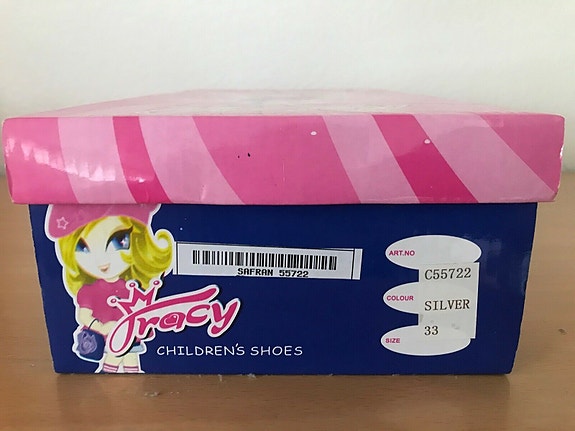 SAFRAN 55722
Tracy
CHILDREN'S SHOES
ART.NO
C55722
COLOUR
SILVER
SIZE
33